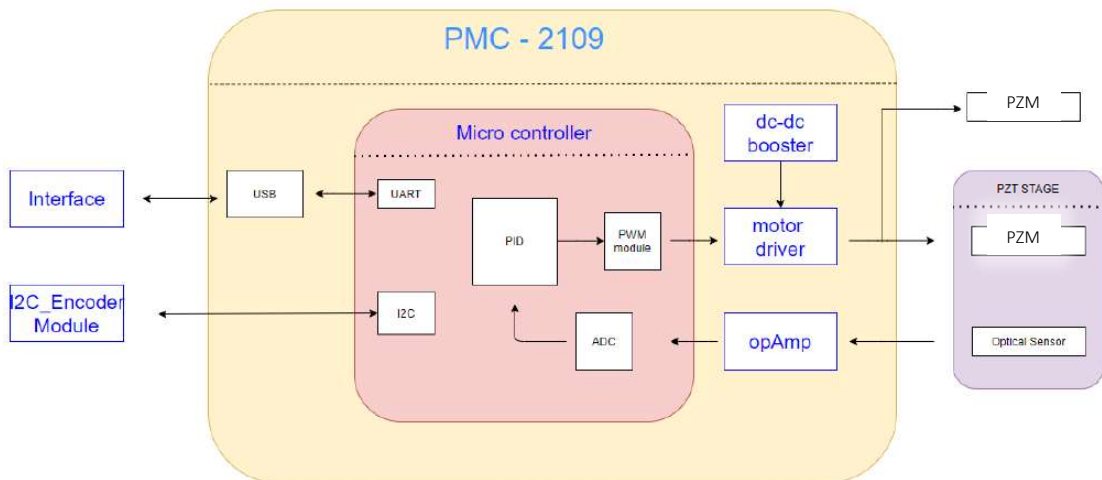 PMC - 2109
Micro controller
dc-dc
booster
PZM
Interface
USB
UART
PID
PWM
module
motor
driver
PZT STAGE
PZM
I2C_Encoder
Module
I2C
ADC
opAmp
Optical Sensor